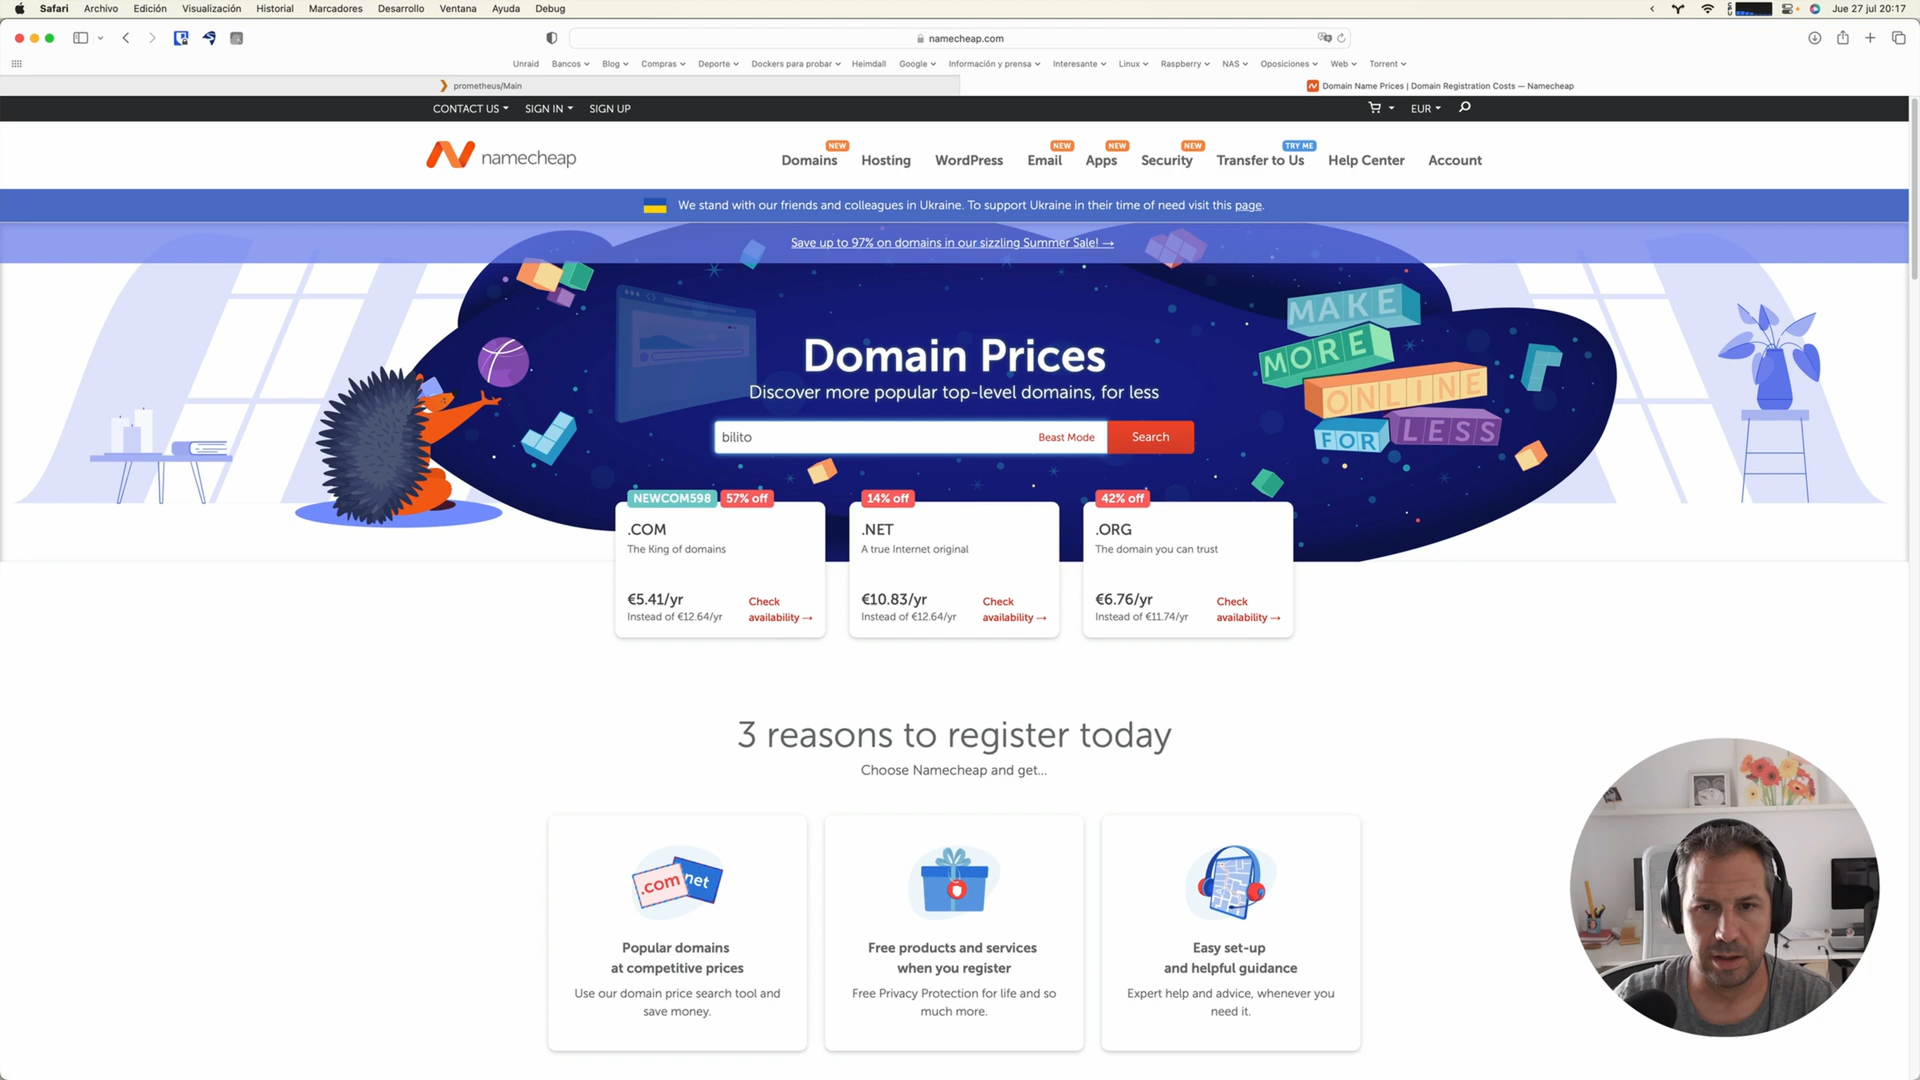 Safari Archivo Edición Visualización Historial Marcadores Desarrollo Ventana Ayuda Debug
Jue 27 jul 20:17
namecheap.com
Unraid Bancos Blog Compras Deporte Dockers para probar Heimdall Google Información y prensa Interesante Linux Raspberry NAS Oposiciones Web Torrent
prometheus/Main
Domain Name Prices | Domain Registration Costs — Namecheap
CONTACT US SIGN IN SIGN UP
EUR
namecheap
NEW NEW NEW NEW TRY ME
Domains Hosting WordPress Email Apps Security Transfer to Us Help Center Account
We stand with our friends and colleagues in Ukraine. To support Ukraine in their time of need visit this page.
Save up to 97% on domains in our sizzling Summer Sale! →
MAKE
MORE
ONLINE
FOR LESS
Domain Prices
Discover more popular top-level domains, for less
bilito
Beast Mode
Search
NEWCOM598 57% off
.COM
The King of domains
€5.41/yr
Instead of €12.64/yr
Check
availability →
14% off
.NET
A true Internet original
€10.83/yr
Instead of €12.64/yr
Check
availability →
42% off
.ORG
The domain you can trust
€6.76/yr
Instead of €11.74/yr
Check
availability →
3 reasons to register today
Choose Namecheap and get...
.com net
Popular domains
at competitive prices
Use our domain price search tool and
save money.
Free products and services
when you register
Free Privacy Protection for life and so
much more.
Easy set-up
and helpful guidance
Expert help and advice, whenever you
need it.